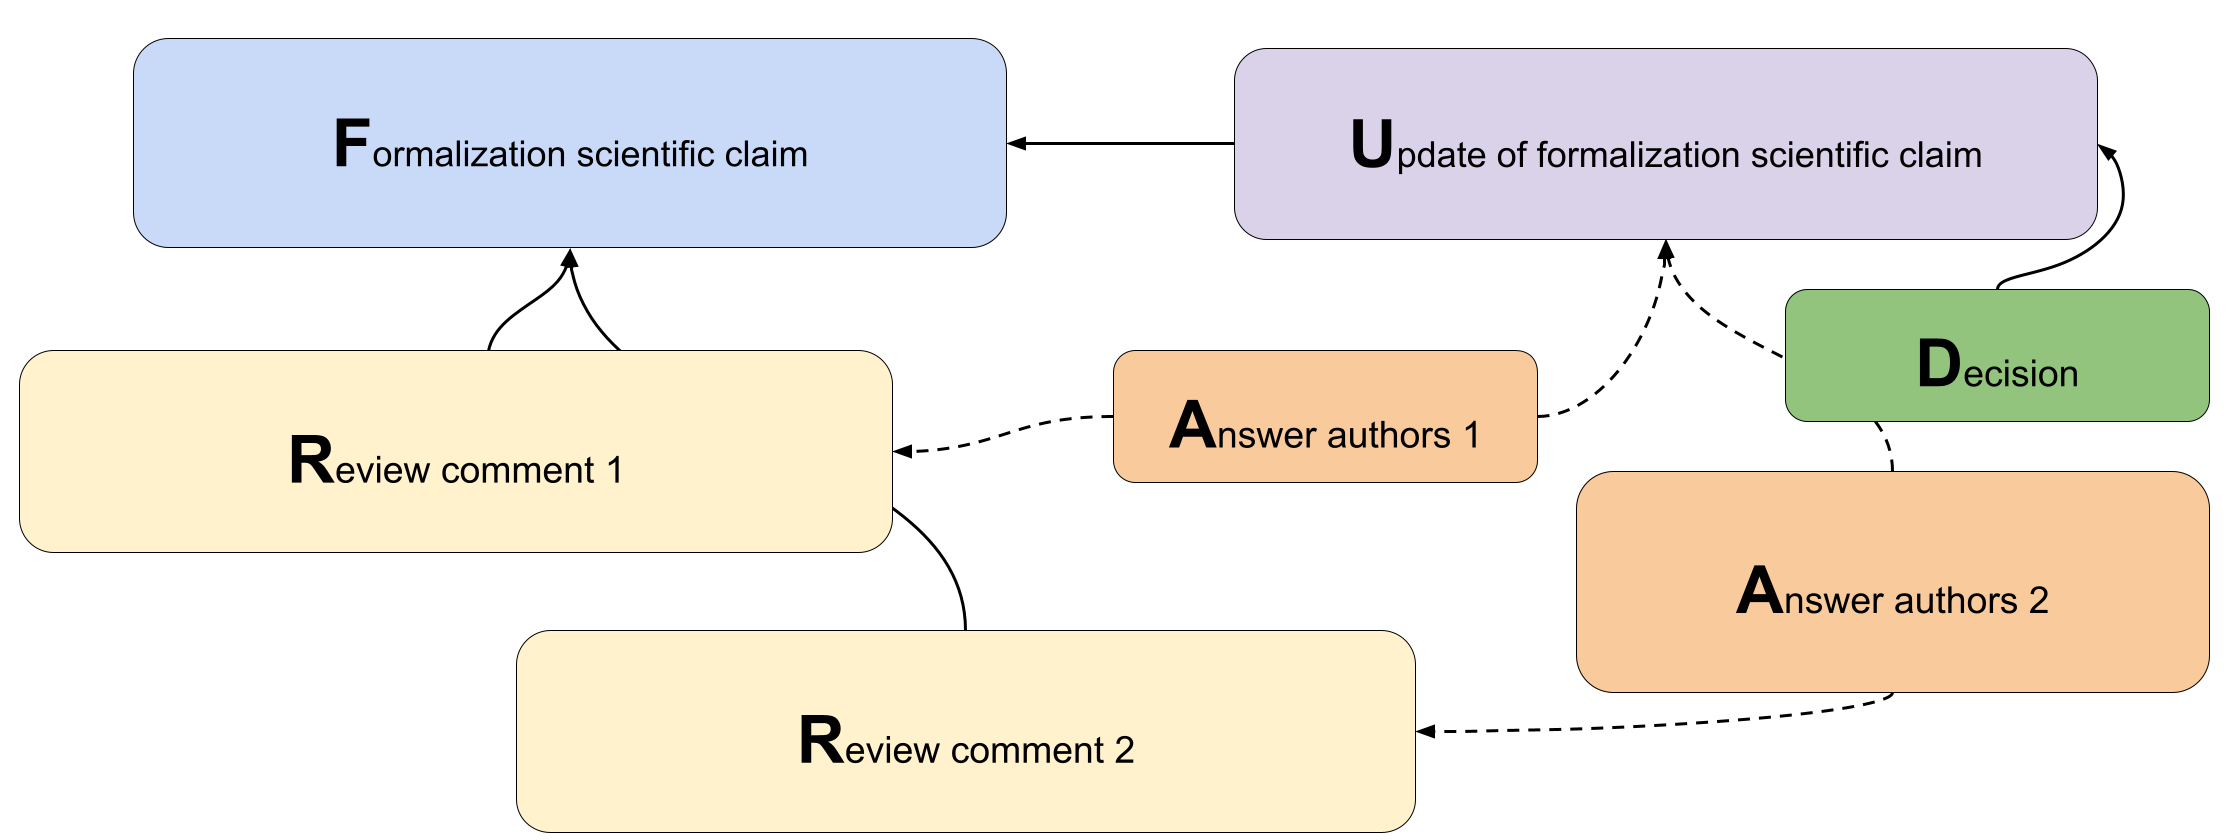 Formalization scientific claim
Update of formalization scientific claim
Decision
Answer authors 1
Review comment 1
Answer authors 2
Review comment 2